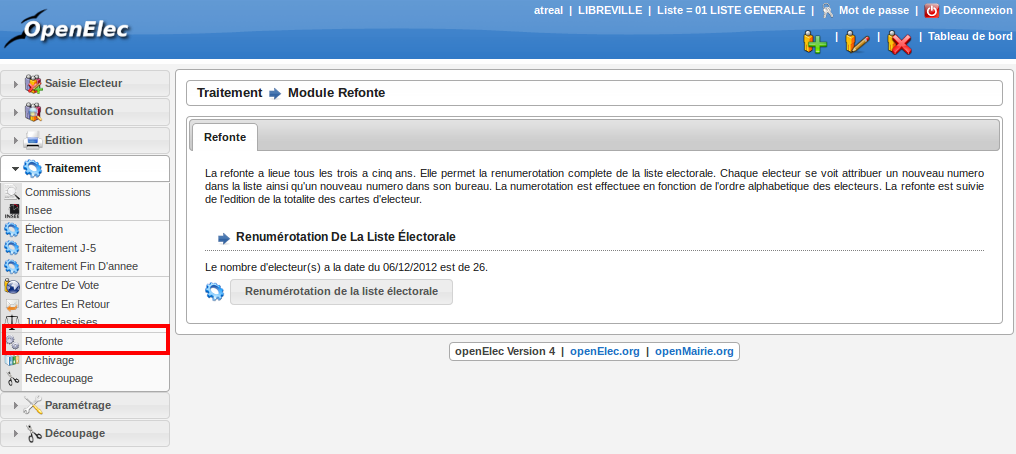 OpenElec
atreal | LIBREVILLE | Liste = 01 LISTE GENERALE | Mot de passe | Déconnexion
| | | Tableau de bord
Saisie Electeur
Consultation
Édition
Traitement
Commissions
Insee
Élection
Traitement J-5
Traitement Fin D'annee
Centre De Vote
Cartes En Retour
Jury D'assises
Refonte
Archivage
Redecoupage
Paramétrage
Découpage
Traitement Module Refonte
Refonte
La refonte a lieue tous les trois a cinq ans. Elle permet la renumerotation complete de la liste electorale. Chaque electeur se voit attribuer un nouveau numero
dans la liste ainsi qu'un nouveau numero dans son bureau. La numerotation est effectuee en fonction de l'ordre alphabetique des electeurs. La refonte est suivie
de l'edition de la totalite des cartes d'electeur.
Renumérotation De La Liste Électorale
Le nombre d'electeur(s) a la date du 06/12/2012 est de 26.
Renumérotation de la liste électorale
openElec Version 4 | openElec.org | openMairie.org